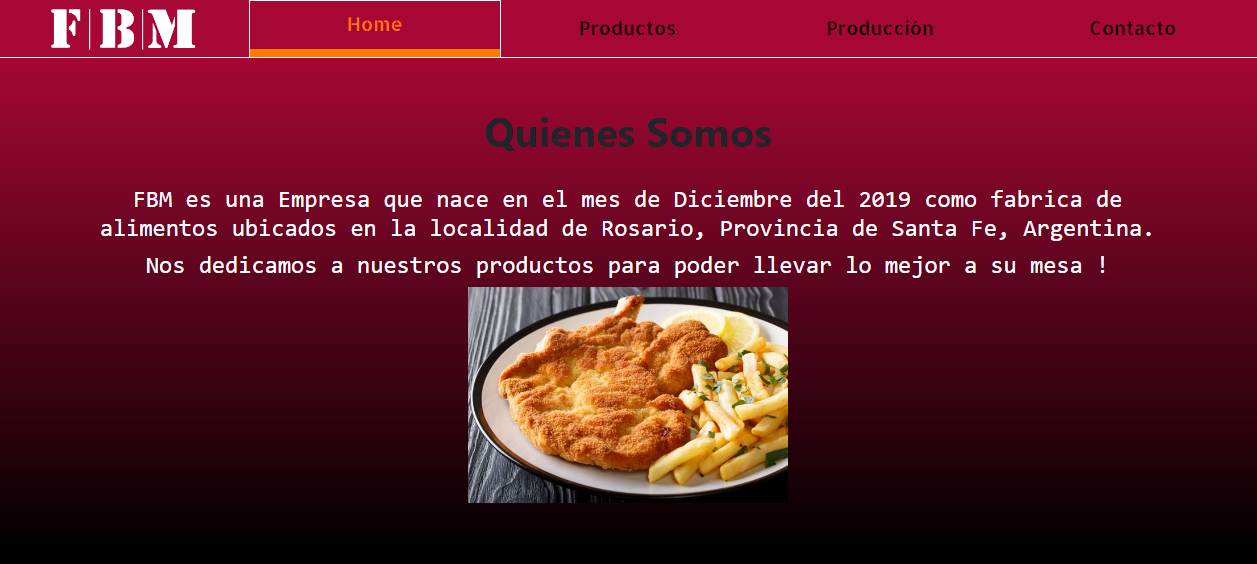 F|B|M
Home
Productos
Producción
Contacto
Quienes Somos
FBM es una Empresa que nace en el mes de Diciembre del 2019 como fabrica de
alimentos ubicados en la localidad de Rosario, Provincia de Santa Fe, Argentina.
Nos dedicamos a nuestros productos para poder llevar lo mejor a su mesa !